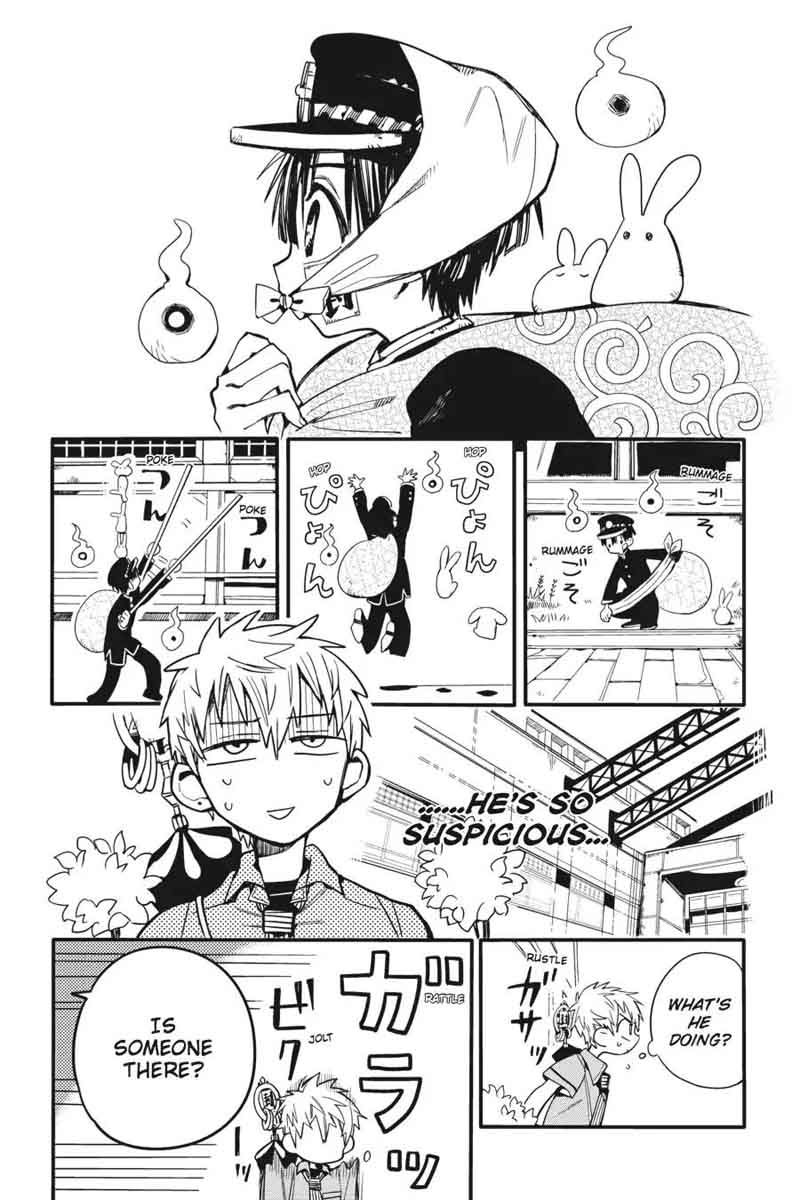 RUMMAGE
ごそ
RUMMAGE
ごそ
HOP
ぴょん
HOP
ぴょん
POKE
つん
POKE
つん
......HE'S SO
SUSPICIOUS...
WHAT'S
HE
DOING?
RUSTLE
ガサッ
ガラッ
RATTLE
ビクーッ
JOLT
IS
SOMEONE
THERE?